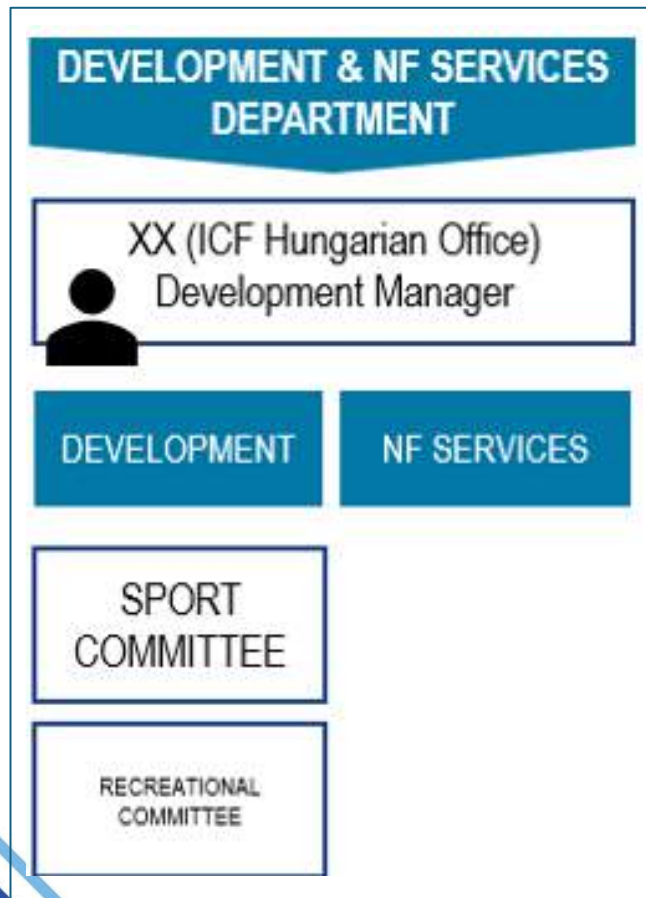 DEVELOPMENT & NF SERVICES
DEPARTMENT
XX (ICF Hungarian Office)
Development Manager
DEVELOPMENT
NF SERVICES
SPORT
COMMITTEE
RECREATIONAL
COMMITTEE